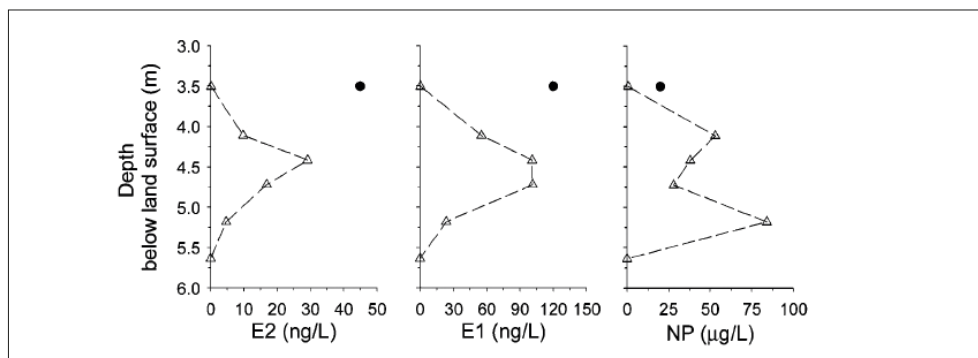 Depth
below land surface (m)
3.0
3.5
4.0
4.5
5.0
5.5
6.0
0 10 20 30 40 50
E2 (ng/L)
0 30 60 90 120 150
E1 (ng/L)
0 25 50 75 100
NP (μg/L)